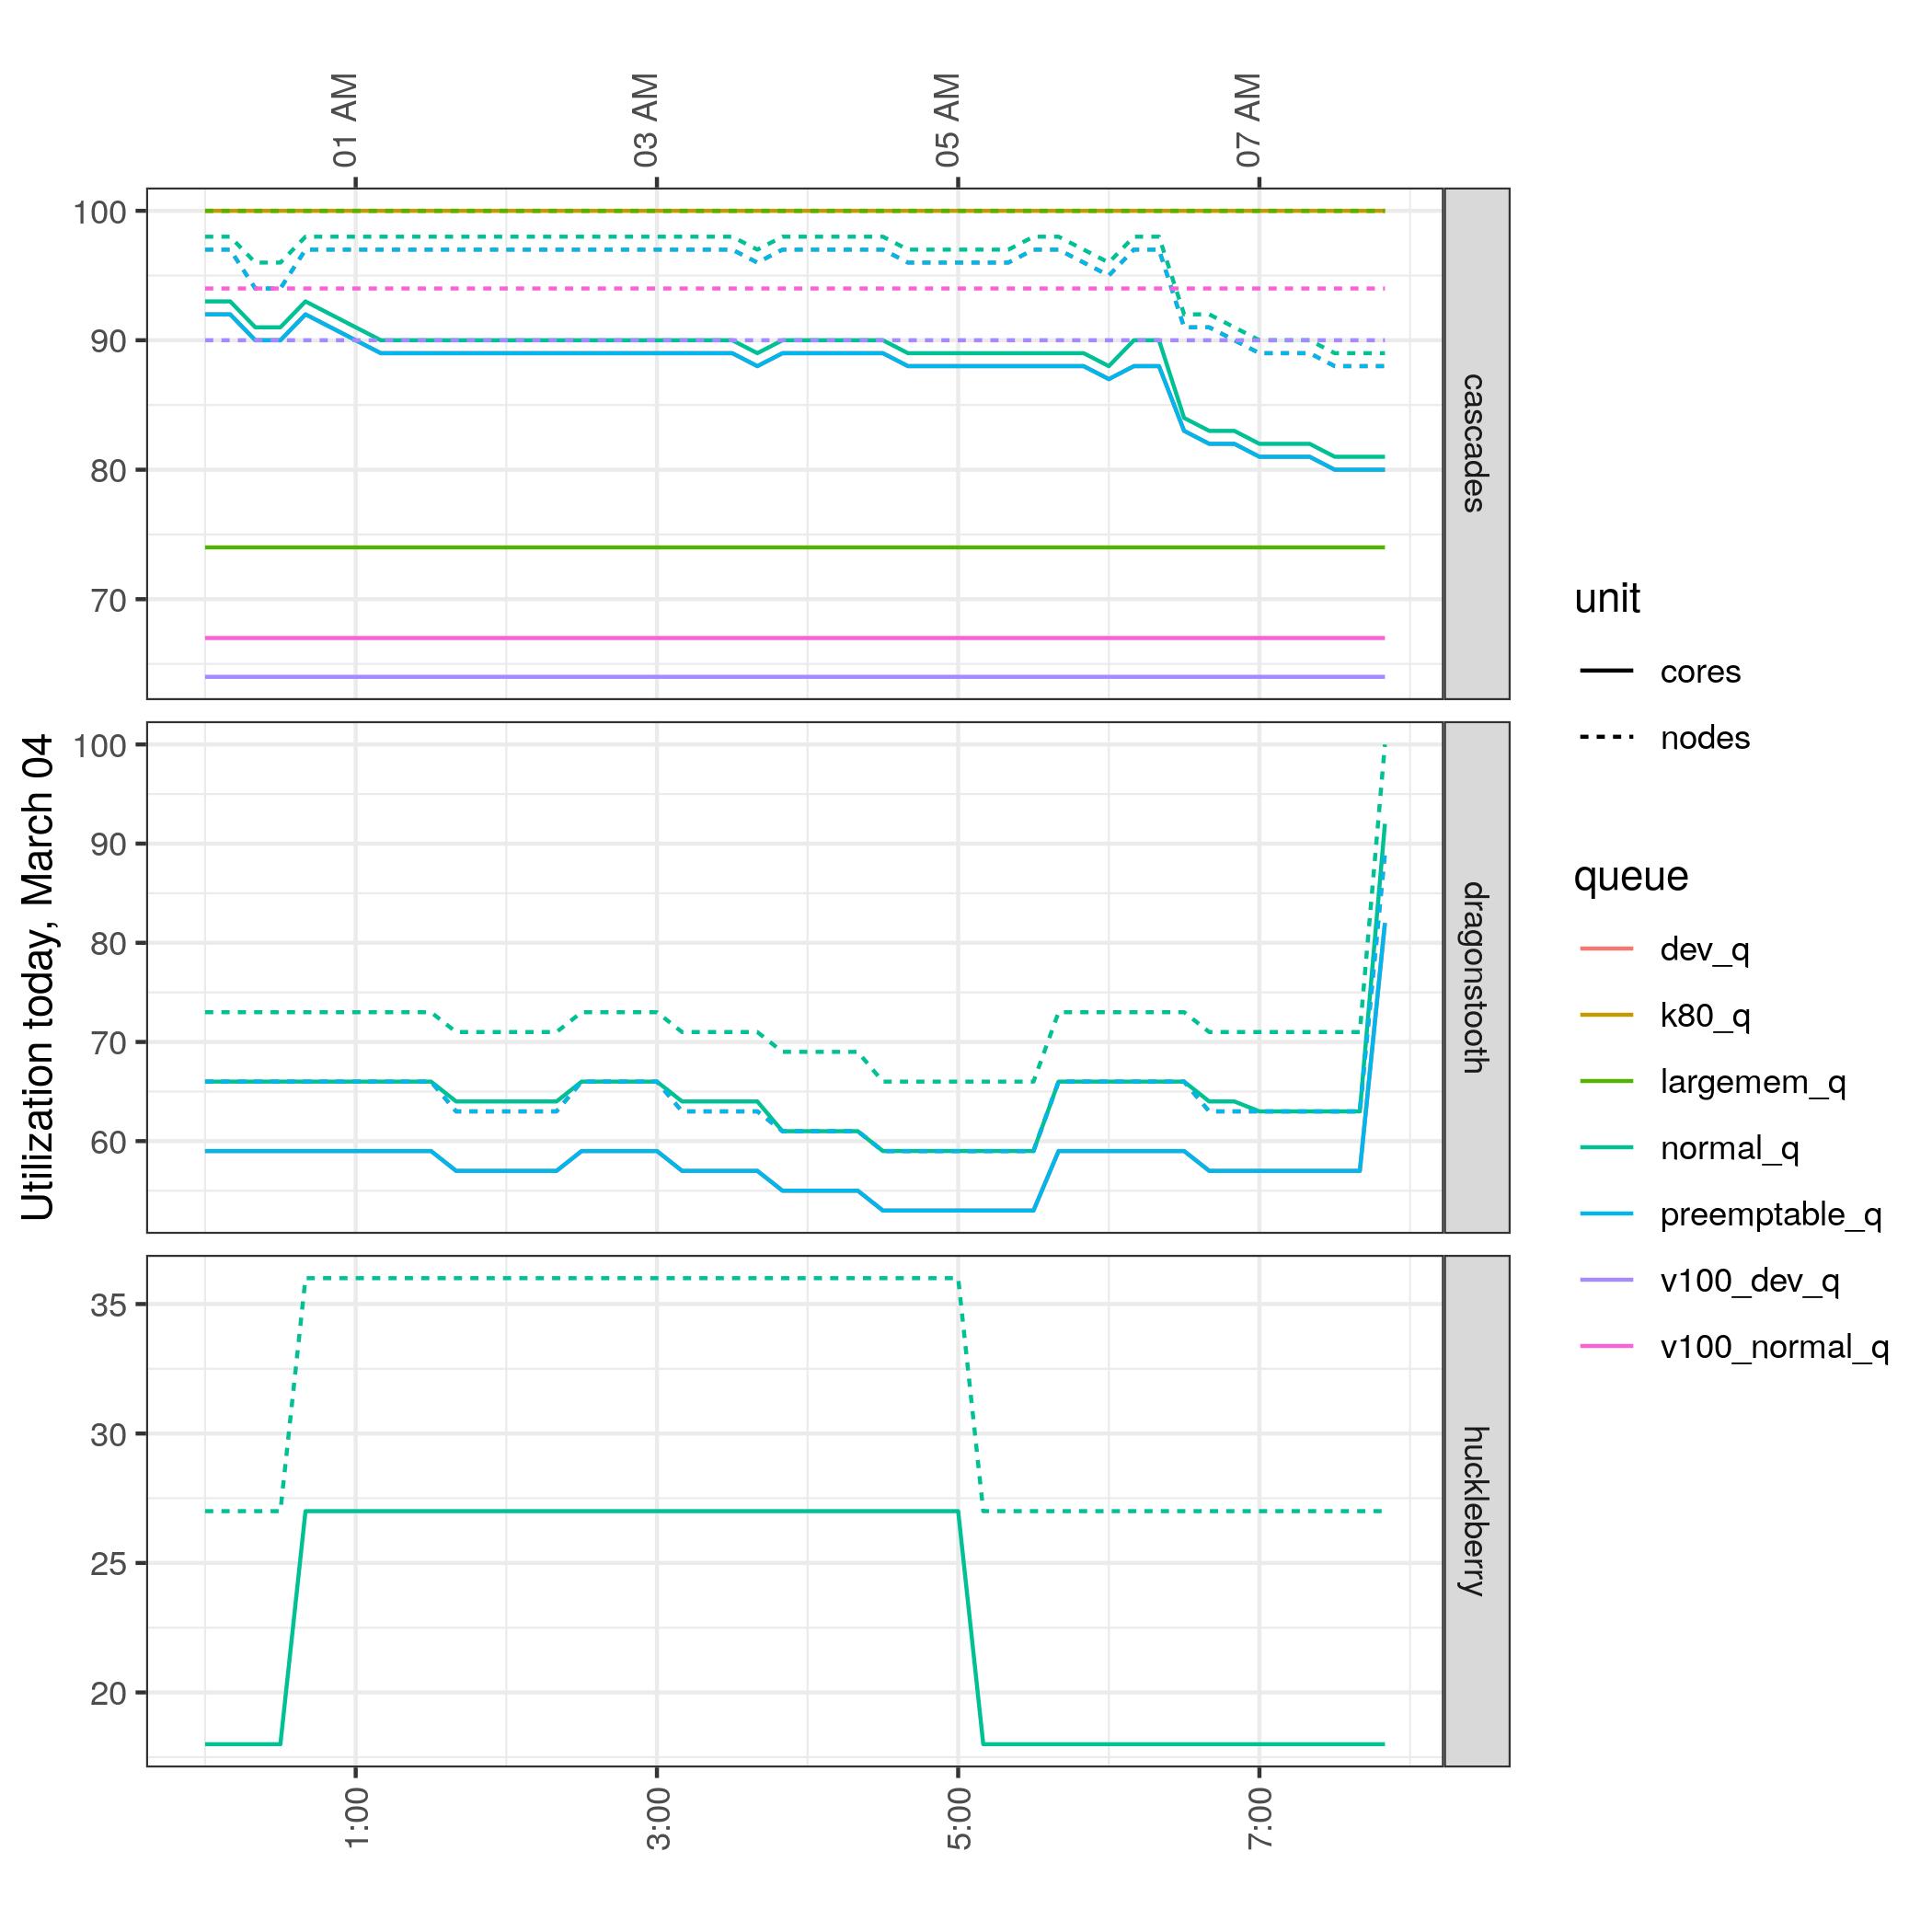 01 AM
03 AM
05 AM
07 AM
100
90
80
70
cascades
Utilization today, March 04
100
90
80
70
60
dragonstooth
35
30
25
20
huckleberry
1:00
3:00
5:00
7:00
unit
cores
nodes
queue
dev_q
k80_q
largemem_q
normal_q
preemptable_q
v100_dev_q
v100_normal_q